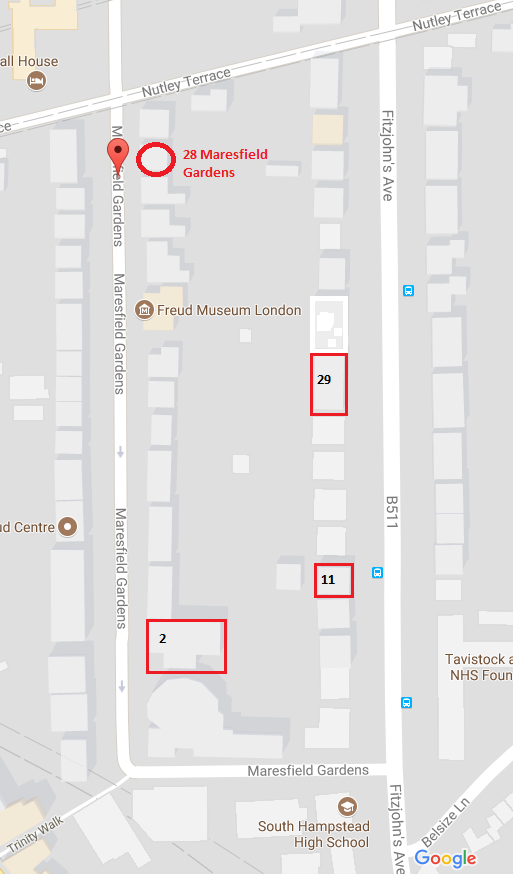 Nutley Terrace
all House
Nutley Terrace
ce
28 Maresfield
Gardens
Maresfield Gardens
Fitzjohn's Ave
Maresfield Gardens
Freud Museum London
29
Maresfield Gardens
B511
ud Centre
11
2
Tavistock a
NHS Foun
Maresfield Gardens
Trinity Walk
South Hampstead
High School
Fitzjohn's Ave
Belsize Ln
Google